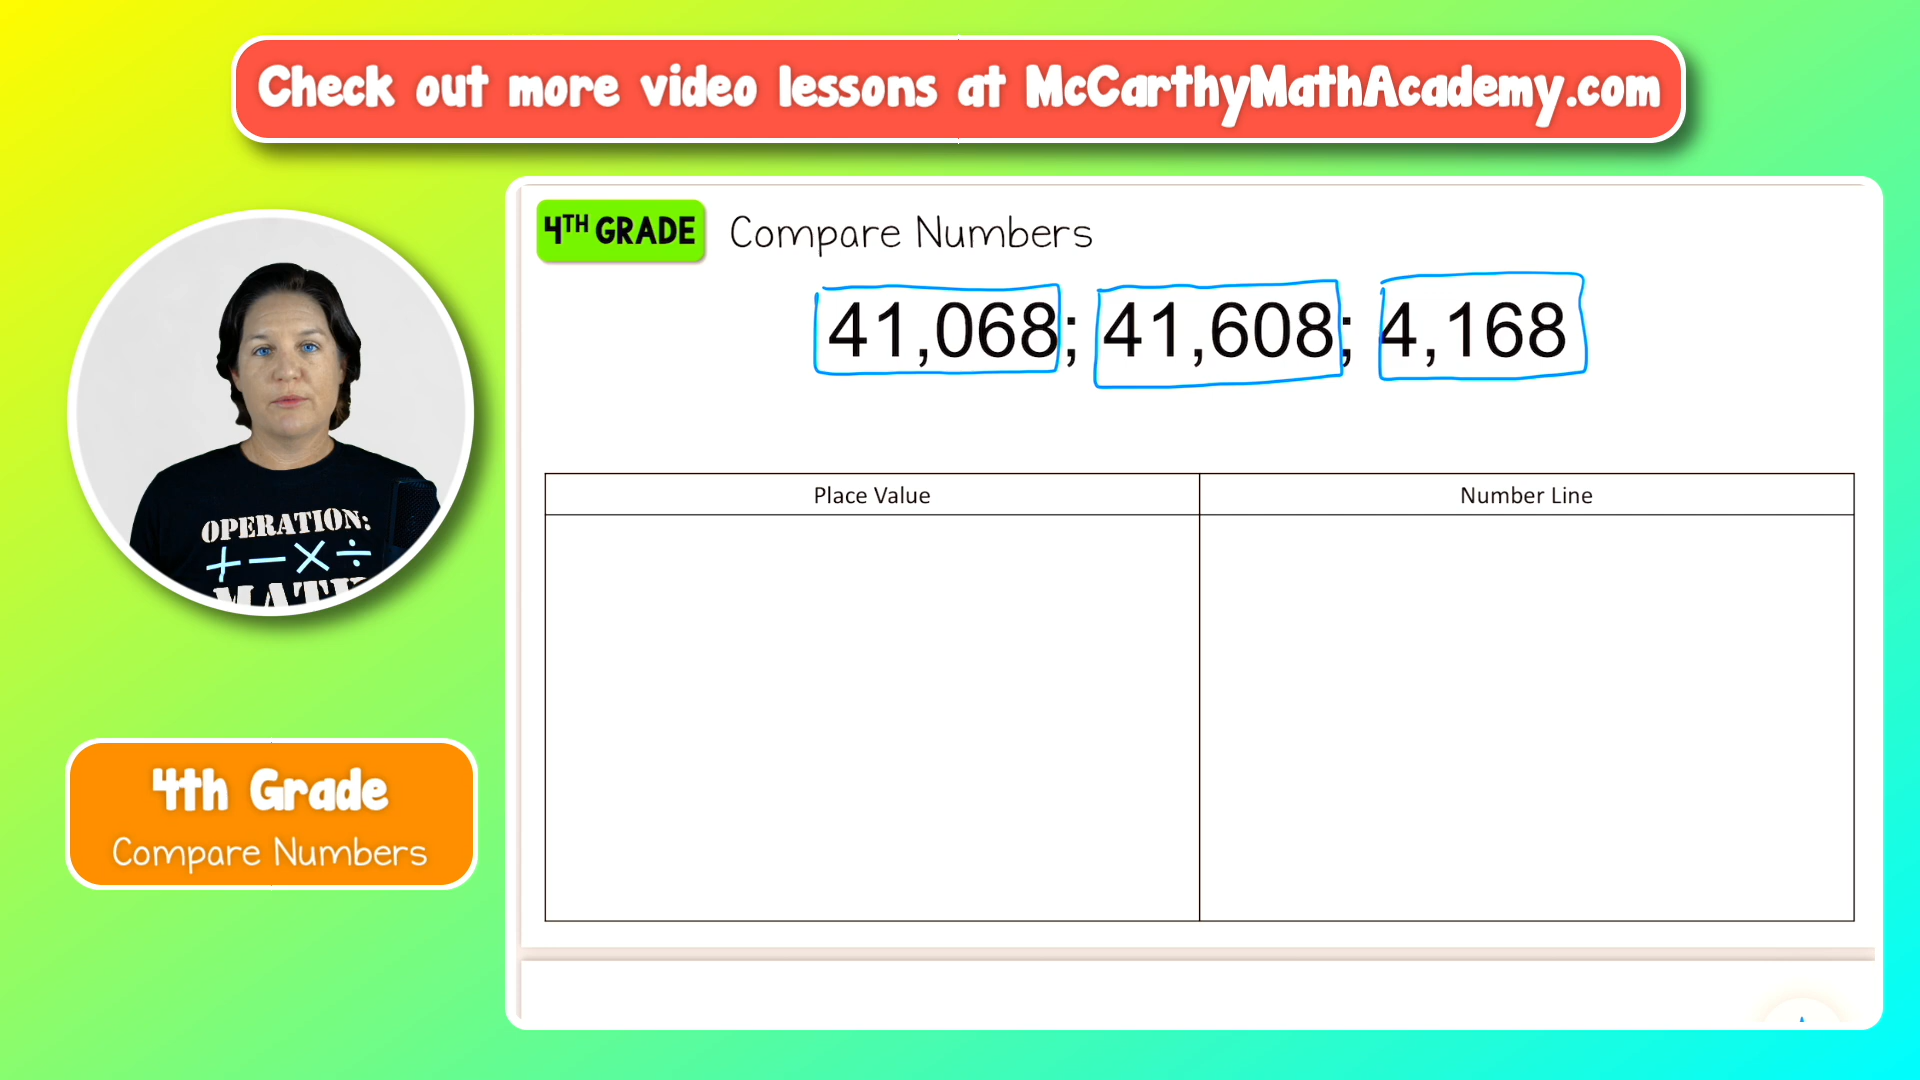 Check out more video lessons at McCarthyMathAcademy.com
4TH GRADE Compare Numbers
41,068; 41,608; 4,168
Place Value Number Line
OPERATION:
+ − × ÷
MATH
4th Grade
Compare Numbers